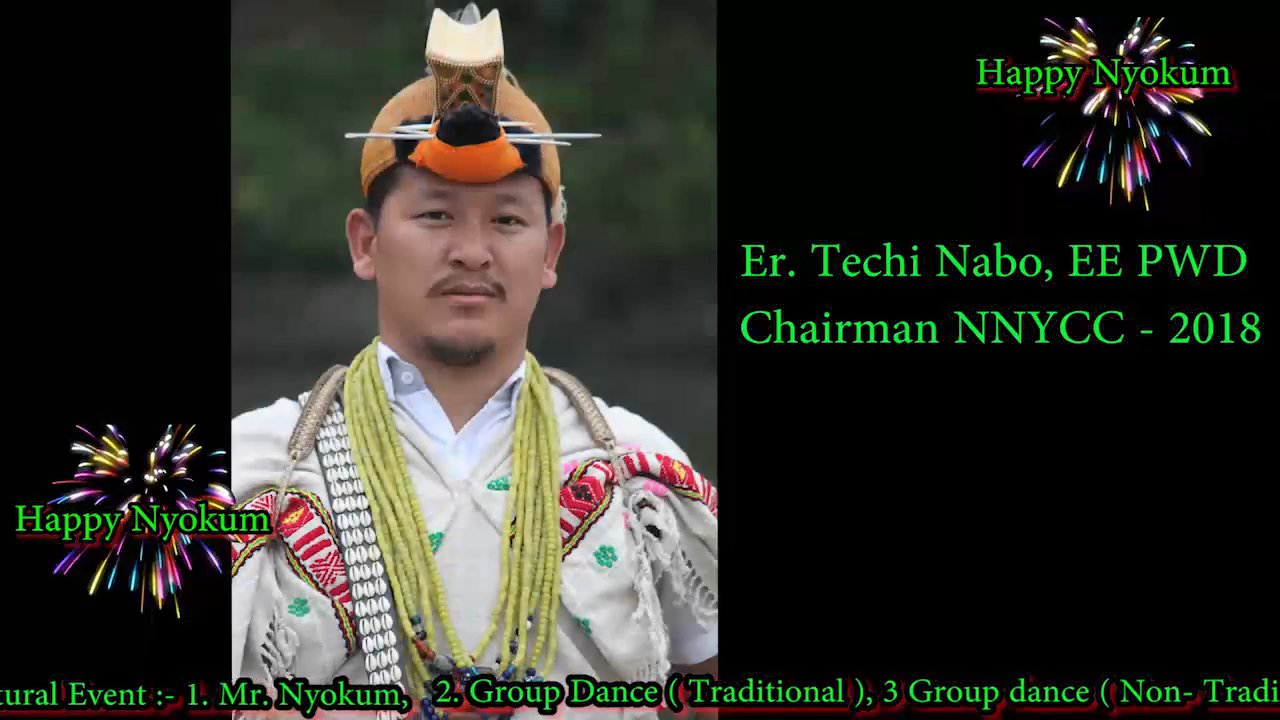 Happy Nyokum
Er. Techi Nabo, EE PWD
Chairman NNYCC - 2018
Happy Nyokum
tural Event :- 1. Mr. Nyokum, 2. Group Dance ( Traditional ), 3 Group dance ( Non- Tradi